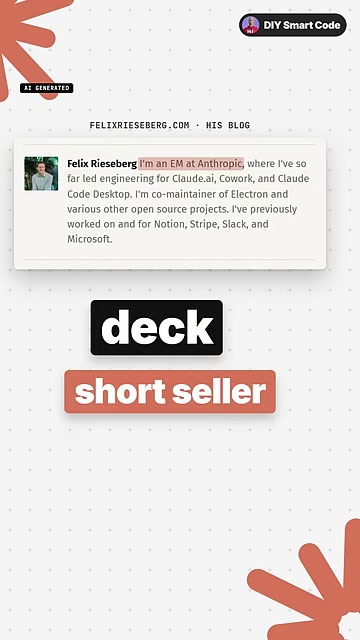 DIY Smart Code
AI GENERATED
FELIXRIESEBERG.COM · HIS BLOG
Felix Rieseberg I'm an EM at Anthropic, where I've so
far led engineering for Claude.ai, Cowork, and Claude
Code Desktop. I'm co-maintainer of Electron and
various other open source projects. I've previously
worked on and for Notion, Stripe, Slack, and
Microsoft.
deck
short seller